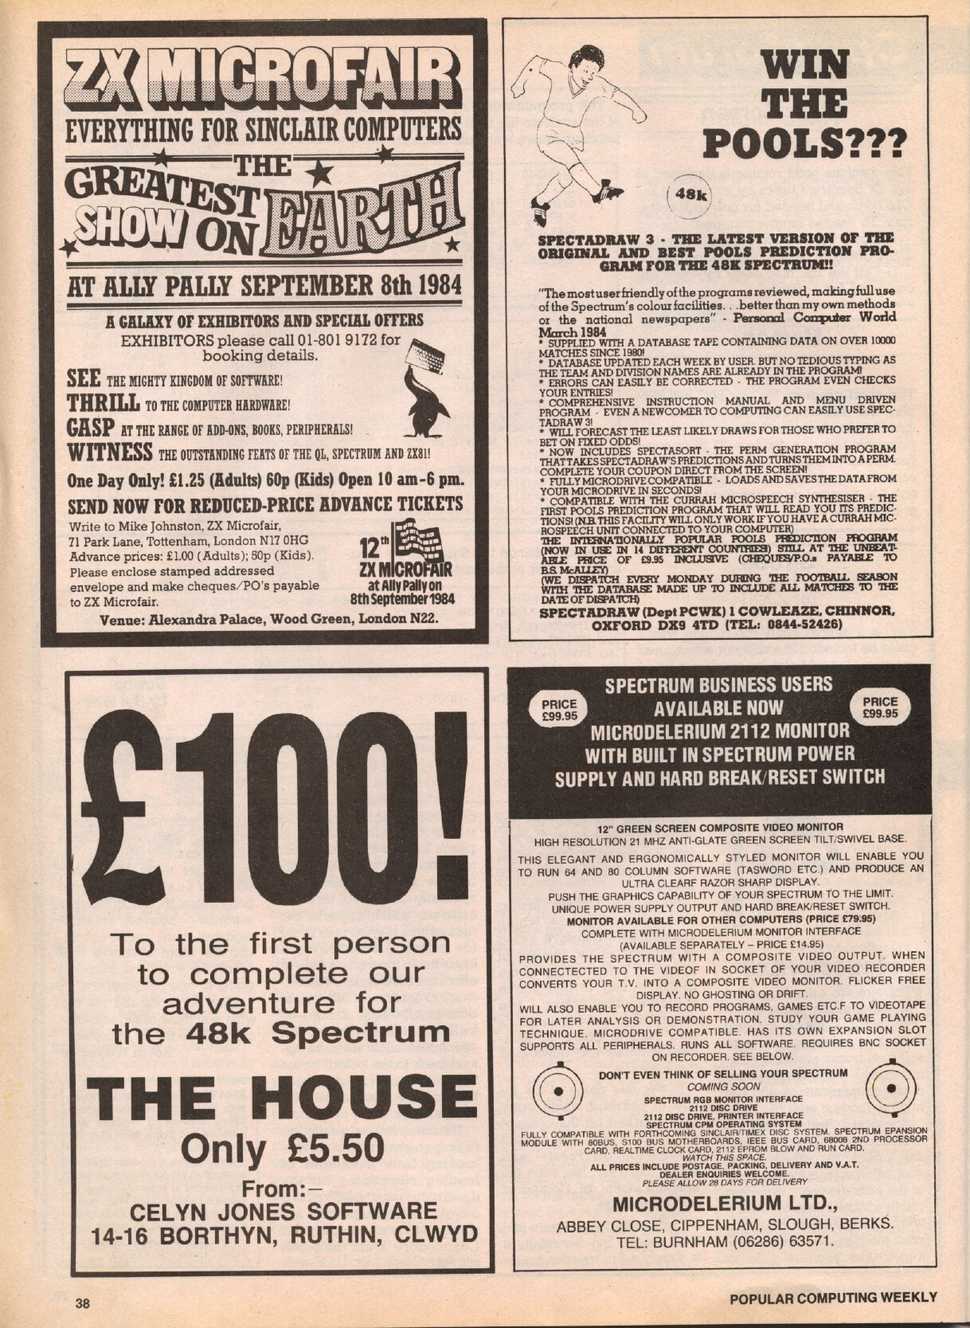 ZX MICROFAIR
EVERYTHING FOR SINCLAIR COMPUTERS
THE
GREATEST
SHOW ON EARTH
AT ALLY PALLY SEPTEMBER 8th 1984
A GALAXY OF EXHIBITORS AND SPECIAL OFFERS
EXHIBITORS please call 01-801 9172 for
booking details.
SEE THE MIGHTY KINGDOM OF SOFTWARE!
THRILL TO THE COMPUTER HARDWARE!
GASP AT THE RANGE OF ADD-ONS, BOOKS, PERIPHERALS!
WITNESS THE OUTSTANDING FEATS OF THE QL, SPECTRUM AND ZX81!
One Day Only! £1.25 (Adults) 60p (Kids) Open 10 am-6 pm.
SEND NOW FOR REDUCED-PRICE ADVANCE TICKETS
Write to Mike Johnston, ZX Microfair,
71 Park Lane, Tottenham, London N17 0HG
Advance prices: £1.00 (Adults); 50p (Kids).
Please enclose stamped addressed
envelope and make cheques/PO's payable
to ZX Microfair.
12th
ZX MICROFAIR
at Ally Pally on
8th September 1984
Venue: Alexandra Palace, Wood Green, London N22.
WIN
THE
POOLS???
48k
SPECTADRAW 3 - THE LATEST VERSION OF THE
ORIGINAL AND BEST POOLS PREDICTION PRO-
GRAM FOR THE 48K SPECTRUM!!
"The most user friendly of the programs reviewed, making full use
of the Spectrum's colour facilities. . .better than my own methods
or the national newspapers" - Personal Computer World
March 1984
* SUPPLIED WITH A DATABASE TAPE CONTAINING DATA ON OVER 10000
MATCHES SINCE 1980!
* DATABASE UPDATED EACH WEEK BY USER. BUT NO TEDIOUS TYPING AS
THE TEAM AND DIVISION NAMES ARE ALREADY IN THE PROGRAM!
* ERRORS CAN EASILY BE CORRECTED - THE PROGRAM EVEN CHECKS
YOUR ENTRIES!
* COMPREHENSIVE INSTRUCTION MANUAL AND MENU DRIVEN
PROGRAM - EVEN A NEWCOMER TO COMPUTING CAN EASILY USE SPEC-
TADRAW 3!
* WILL FORECAST THE LEAST LIKELY DRAWS FOR THOSE WHO PREFER TO
BET ON FIXED ODDS!
* NOW INCLUDES SPECTASORT - THE PERM GENERATION PROGRAM
THAT TAKES SPECTADRAW'S PREDICTIONS AND TURNS THEM INTO A PERM.
COMPLETE YOUR COUPON DIRECT FROM THE SCREEN!
* FULLY MICRODRIVE COMPATIBLE - LOADS AND SAVES THE DATA FROM
YOUR MICRODRIVE IN SECONDS!
* COMPATIBLE WITH THE CURRAH MICROSPEECH SYNTHESISER - THE
FIRST POOLS PREDICTION PROGRAM THAT WILL READ YOU ITS PREDIC-
TIONS! (N.B. THIS FACILITY WILL ONLY WORK IF YOU HAVE A CURRAH MIC-
ROSPEECH UNIT CONNECTED TO YOUR COMPUTER)
THE INTERNATIONALLY POPULAR POOLS PREDICTION PROGRAM
(NOW IN USE IN 14 DIFFERENT COUNTRIES) STILL AT THE UNBEAT-
ABLE PRICE OF £9.95 INCLUSIVE (CHEQUES/P.O.s PAYABLE TO
B.S. McALLEY)
(WE DISPATCH EVERY MONDAY DURING THE FOOTBALL SEASON
WITH THE DATABASE MADE UP TO INCLUDE ALL MATCHES TO THE
DATE OF DISPATCH)
SPECTADRAW (Dept PCWK) 1 COWLEAZE, CHINNOR,
OXFORD DX9 4TD (TEL: 0844-52426)
£100!
To the first person
to complete our
adventure for
the 48k Spectrum
THE HOUSE
Only £5.50
From:–
CELYN JONES SOFTWARE
14-16 BORTHYN, RUTHIN, CLWYD
PRICE
£99.95
SPECTRUM BUSINESS USERS
AVAILABLE NOW
MICRODELERIUM 2112 MONITOR
WITH BUILT IN SPECTRUM POWER
SUPPLY AND HARD BREAK/RESET SWITCH
PRICE
£99.95
12" GREEN SCREEN COMPOSITE VIDEO MONITOR
HIGH RESOLUTION 21 MHZ ANTI-GLATE GREEN SCREEN TILT/SWIVEL BASE.
THIS ELEGANT AND ERGONOMICALLY STYLED MONITOR WILL ENABLE YOU
TO RUN 64 AND 80 COLUMN SOFTWARE (TASWORD ETC.) AND PRODUCE AN
ULTRA CLEARF RAZOR SHARP DISPLAY.
PUSH THE GRAPHICS CAPABILITY OF YOUR SPECTRUM TO THE LIMIT.
UNIQUE POWER SUPPLY OUTPUT AND HARD BREAK/RESET SWITCH.
MONITOR AVAILABLE FOR OTHER COMPUTERS (PRICE £79.95)
COMPLETE WITH MICRODELERIUM MONITOR INTERFACE
(AVAILABLE SEPARATELY – PRICE £14.95)
PROVIDES THE SPECTRUM WITH A COMPOSITE VIDEO OUTPUT. WHEN
CONNECTECTED TO THE VIDEOF IN SOCKET OF YOUR VIDEO RECORDER
CONVERTS YOUR T.V. INTO A COMPOSITE VIDEO MONITOR. FLICKER FREE
DISPLAY. NO GHOSTING OR DRIFT.
WILL ALSO ENABLE YOU TO RECORD PROGRAMS, GAMES ETC.F TO VIDEOTAPE
FOR LATER ANALYSIS OR DEMONSTRATION. STUDY YOUR GAME PLAYING
TECHNIQUE. MICRODRIVE COMPATIBLE. HAS ITS OWN EXPANSION SLOT
SUPPORTS ALL PERIPHERALS. RUNS ALL SOFTWARE. REQUIRES BNC SOCKET
ON RECORDER. SEE BELOW.
DON'T EVEN THINK OF SELLING YOUR SPECTRUM
COMING SOON
SPECTRUM RGB MONITOR INTERFACE
2112 DISC DRIVE
2112 DISC DRIVE, PRINTER INTERFACE
SPECTRUM CPM OPERATING SYSTEM
FULLY COMPATIBLE WITH FORTHCOMING SINCLAIR/TIMEX DISC SYSTEM. SPECTRUM EPANSION
MODULE WITH 80BUS, S100 BUS MOTHERBOARDS, IEEE BUS CARD, 68008 2ND PROCESSOR
CARD, REALTIME CLOCK CARD, 2112 EPROM BLOW AND RUN CARD.
WATCH THIS SPACE.
ALL PRICES INCLUDE POSTAGE, PACKING, DELIVERY AND V.A.T.
DEALER ENQUIRIES WELCOME.
PLEASE ALLOW 28 DAYS FOR DELIVERY
MICRODELERIUM LTD.,
ABBEY CLOSE, CIPPENHAM, SLOUGH, BERKS.
TEL: BURNHAM (06286) 63571.
38
POPULAR COMPUTING WEEKLY